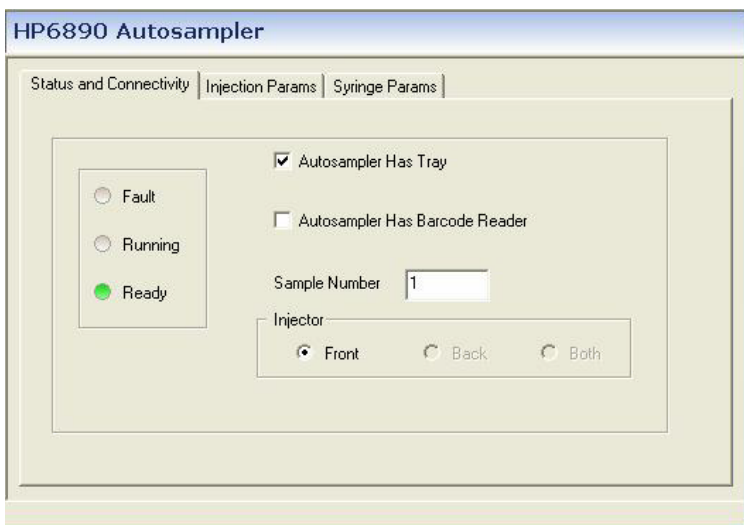 HP6890 Autosampler
Status and Connectivity Injection Params Syringe Params
Autosampler Has Tray
Fault
Autosampler Has Barcode Reader
Running
Sample Number 1
Ready
Injector
Front Back Both